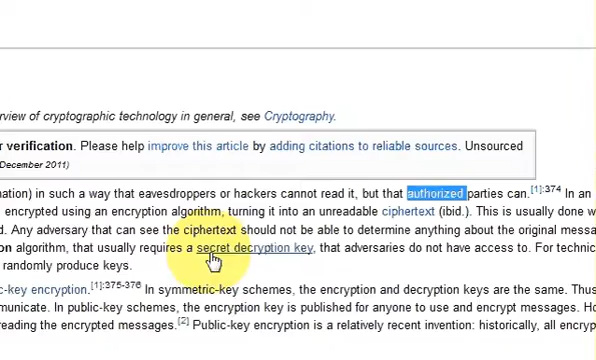 rview of cryptographic technology in general, see Cryptography.
r verification. Please help improve this article by adding citations to reliable sources. Unsourced
December 2011)
nation) in such a way that eavesdroppers or hackers cannot read it, but that authorized parties can.[1]:374 In an
encrypted using an encryption algorithm, turning it into an unreadable ciphertext (ibid.). This is usually done w
d. Any adversary that can see the ciphertext should not be able to determine anything about the original messa
on algorithm, that usually requires a secret decryption key, that adversaries do not have access to. For technic
randomly produce keys.
c-key encryption.[1]:375-376 In symmetric-key schemes, the encryption and decryption keys are the same. Thus
municate. In public-key schemes, the encryption key is published for anyone to use and encrypt messages. Ho
reading the encrypted messages.[2] Public-key encryption is a relatively recent invention: historically, all encryp